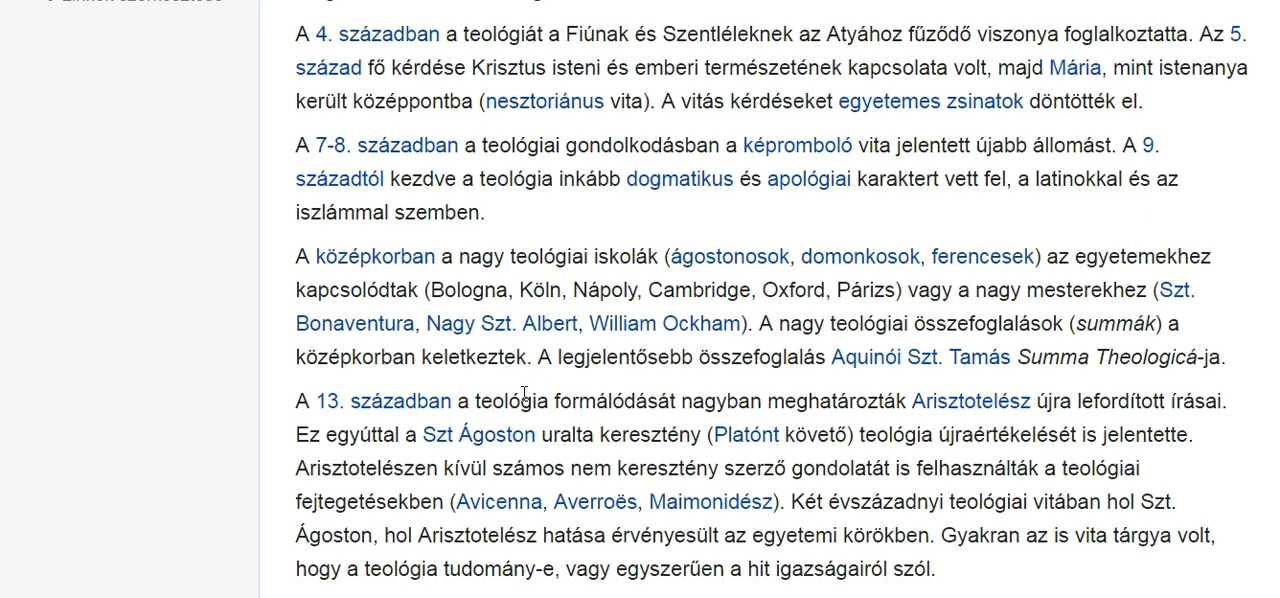 A 4. században a teológiát a Fiúnak és Szentléleknek az Atyához fűződő viszonya foglalkoztatta. Az 5.
század fő kérdése Krisztus isteni és emberi természetének kapcsolata volt, majd Mária, mint istenanya
került középpontba (nesztoriánus vita). A vitás kérdéseket egyetemes zsinatok döntötték el.
A 7-8. században a teológiai gondolkodásban a képromboló vita jelentett újabb állomást. A 9.
századtól kezdve a teológia inkább dogmatikus és apológiai karaktert vett fel, a latinokkal és az
iszlámmal szemben.
A középkorban a nagy teológiai iskolák (ágostonosok, domonkosok, ferencesek) az egyetemekhez
kapcsolódtak (Bologna, Köln, Nápoly, Cambridge, Oxford, Párizs) vagy a nagy mesterekhez (Szt.
Bonaventura, Nagy Szt. Albert, William Ockham). A nagy teológiai összefoglalások (summák) a
középkorban keletkeztek. A legjelentősebb összefoglalás Aquinói Szt. Tamás Summa Theologicá-ja.
A 13. században a teológia formálódását nagyban meghatározták Arisztotelész újra lefordított írásai.
Ez egyúttal a Szt Ágoston uralta keresztény (Platónt követő) teológia újraértékelését is jelentette.
Arisztotelészen kívül számos nem keresztény szerző gondolatát is felhasználták a teológiai
fejtegetésekben (Avicenna, Averroës, Maimonidész). Két évszázadnyi teológiai vitában hol Szt.
Ágoston, hol Arisztotelész hatása érvényesült az egyetemi körökben. Gyakran az is vita tárgya volt,
hogy a teológia tudomány-e, vagy egyszerűen a hit igazságairól szól.